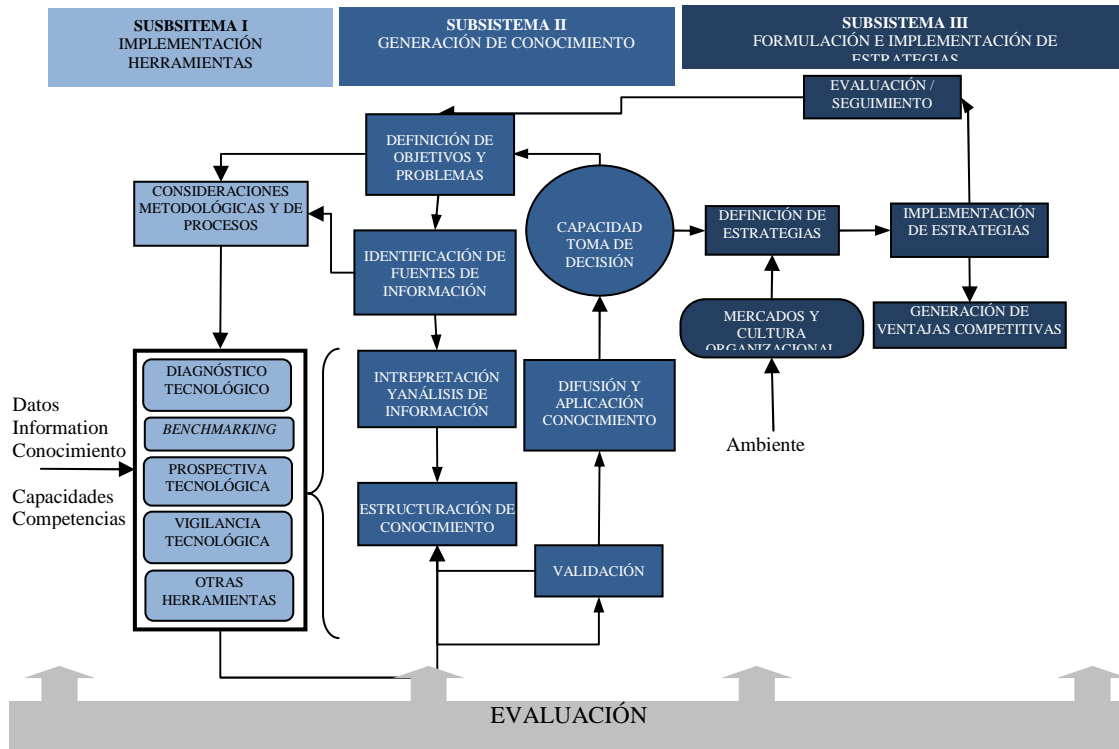 SUSBSITEMA I
IMPLEMENTACIÓN
HERRAMIENTAS
SUBSISTEMA II
GENERACIÓN DE CONOCIMIENTO
SUBSISTEMA III
FORMULACIÓN E IMPLEMENTACIÓN DE
ESTRATEGIAS
EVALUACIÓN /
SEGUIMIENTO
DEFINICIÓN DE
OBJETIVOS Y
PROBLEMAS
CONSIDERACIONES
METODOLÓGICAS Y DE
PROCESOS
CAPACIDAD
TOMA DE
DECISIÓN
DEFINICIÓN DE
ESTRATEGIAS
IMPLEMENTACIÓN
DE ESTRATEGIAS
IDENTIFICACIÓN DE
FUENTES DE
INFORMACIÓN
MERCADOS Y
CULTURA
ORGANIZACIONAL
GENERACIÓN DE
VENTAJAS COMPETITIVAS
DIAGNÓSTICO
TECNOLÓGICO
BENCHMARKING
PROSPECTIVA
TECNOLÓGICA
VIGILANCIA
TECNOLÓGICA
OTRAS
HERRAMIENTAS
INTREPRETACIÓN
YANÁLISIS DE
INFORMACIÓN
DIFUSIÓN Y
APLICACIÓN
CONOCIMIENTO
Datos
Information
Conocimiento
Capacidades
Competencias
Ambiente
ESTRUCTURACIÓN DE
CONOCIMIENTO
VALIDACIÓN
EVALUACIÓN